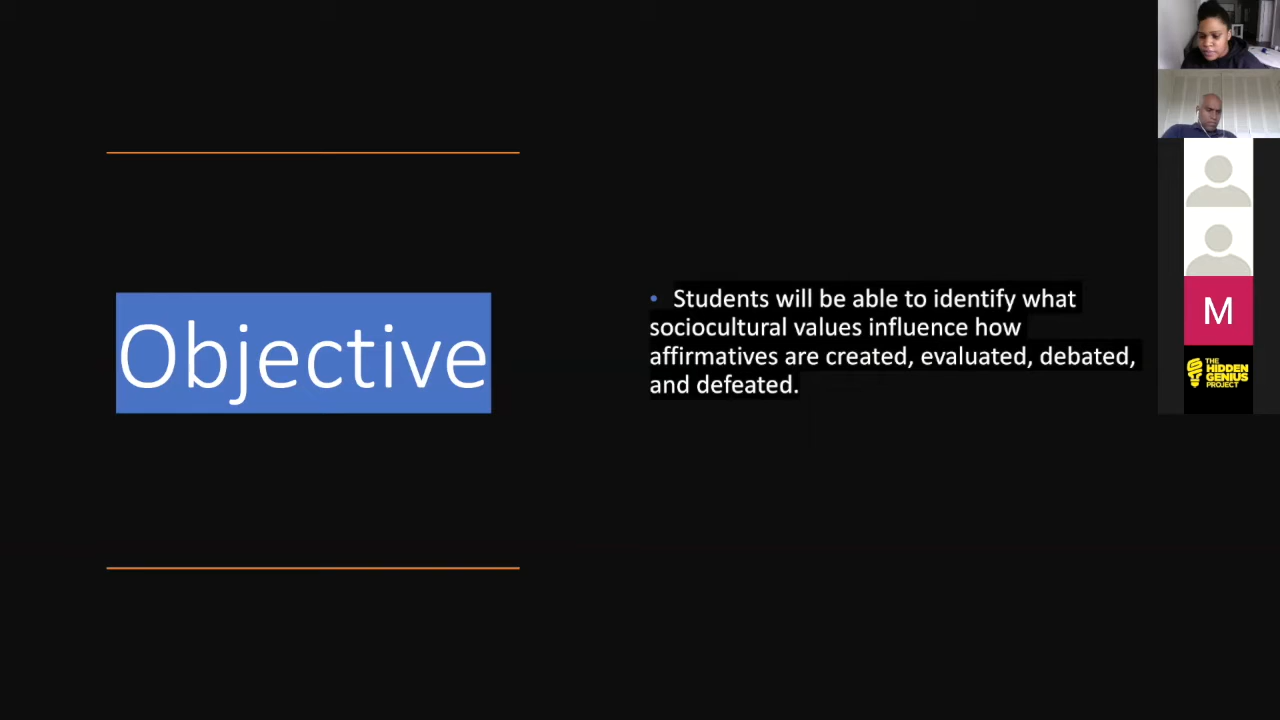 Objective
• Students will be able to identify what
sociocultural values influence how
affirmatives are created, evaluated, debated,
and defeated.
M
THE
HIDDEN
GENIUS
PROJECT